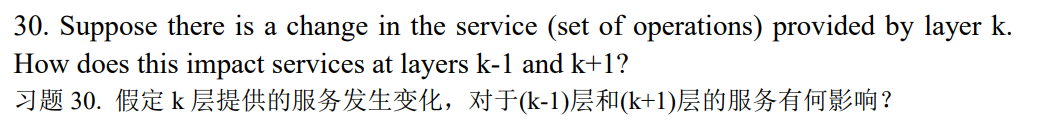 30. Suppose there is a change in the service (set of operations) provided by layer k.
How does this impact services at layers k-1 and k+1?
习题 30. 假定 k 层提供的服务发生变化，对于(k-1)层和(k+1)层的服务有何影响？